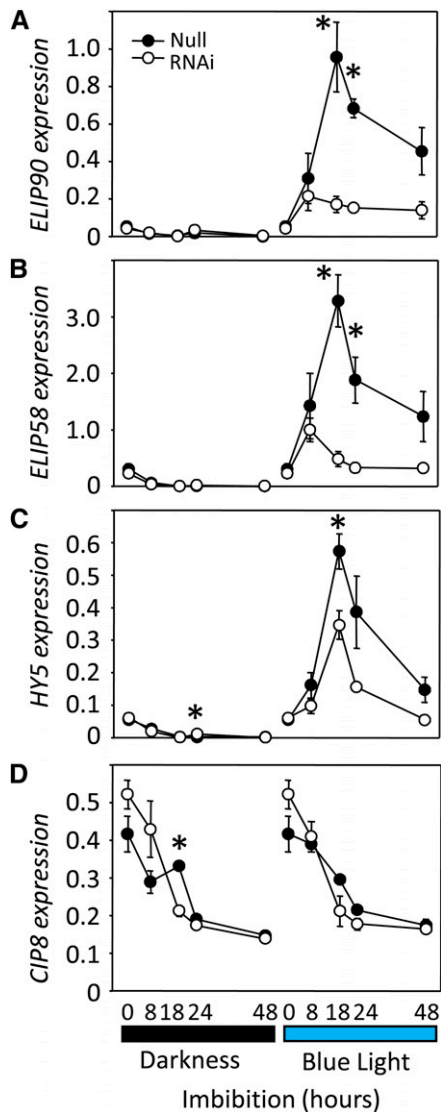 A
Null
RNAi
ELIP90 expression
1.0
0.8
0.6
0.4
0.2
0
*
*
B
ELIP58 expression
3.0
2.0
1.0
0
*
*
C
HY5 expression
0.6
0.5
0.4
0.3
0.2
0.1
0
*
*
D
CIP8 expression
0.5
0.4
0.3
0.2
0.1
0
*
0 8 18 24 48 0 8 18 24 48
Darkness Blue Light
Imbibition (hours)